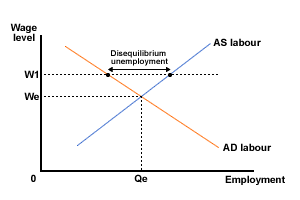 Wage
level
AS labour
Disequilibrium
unemployment
W1
We
AD labour
0
Qe
Employment